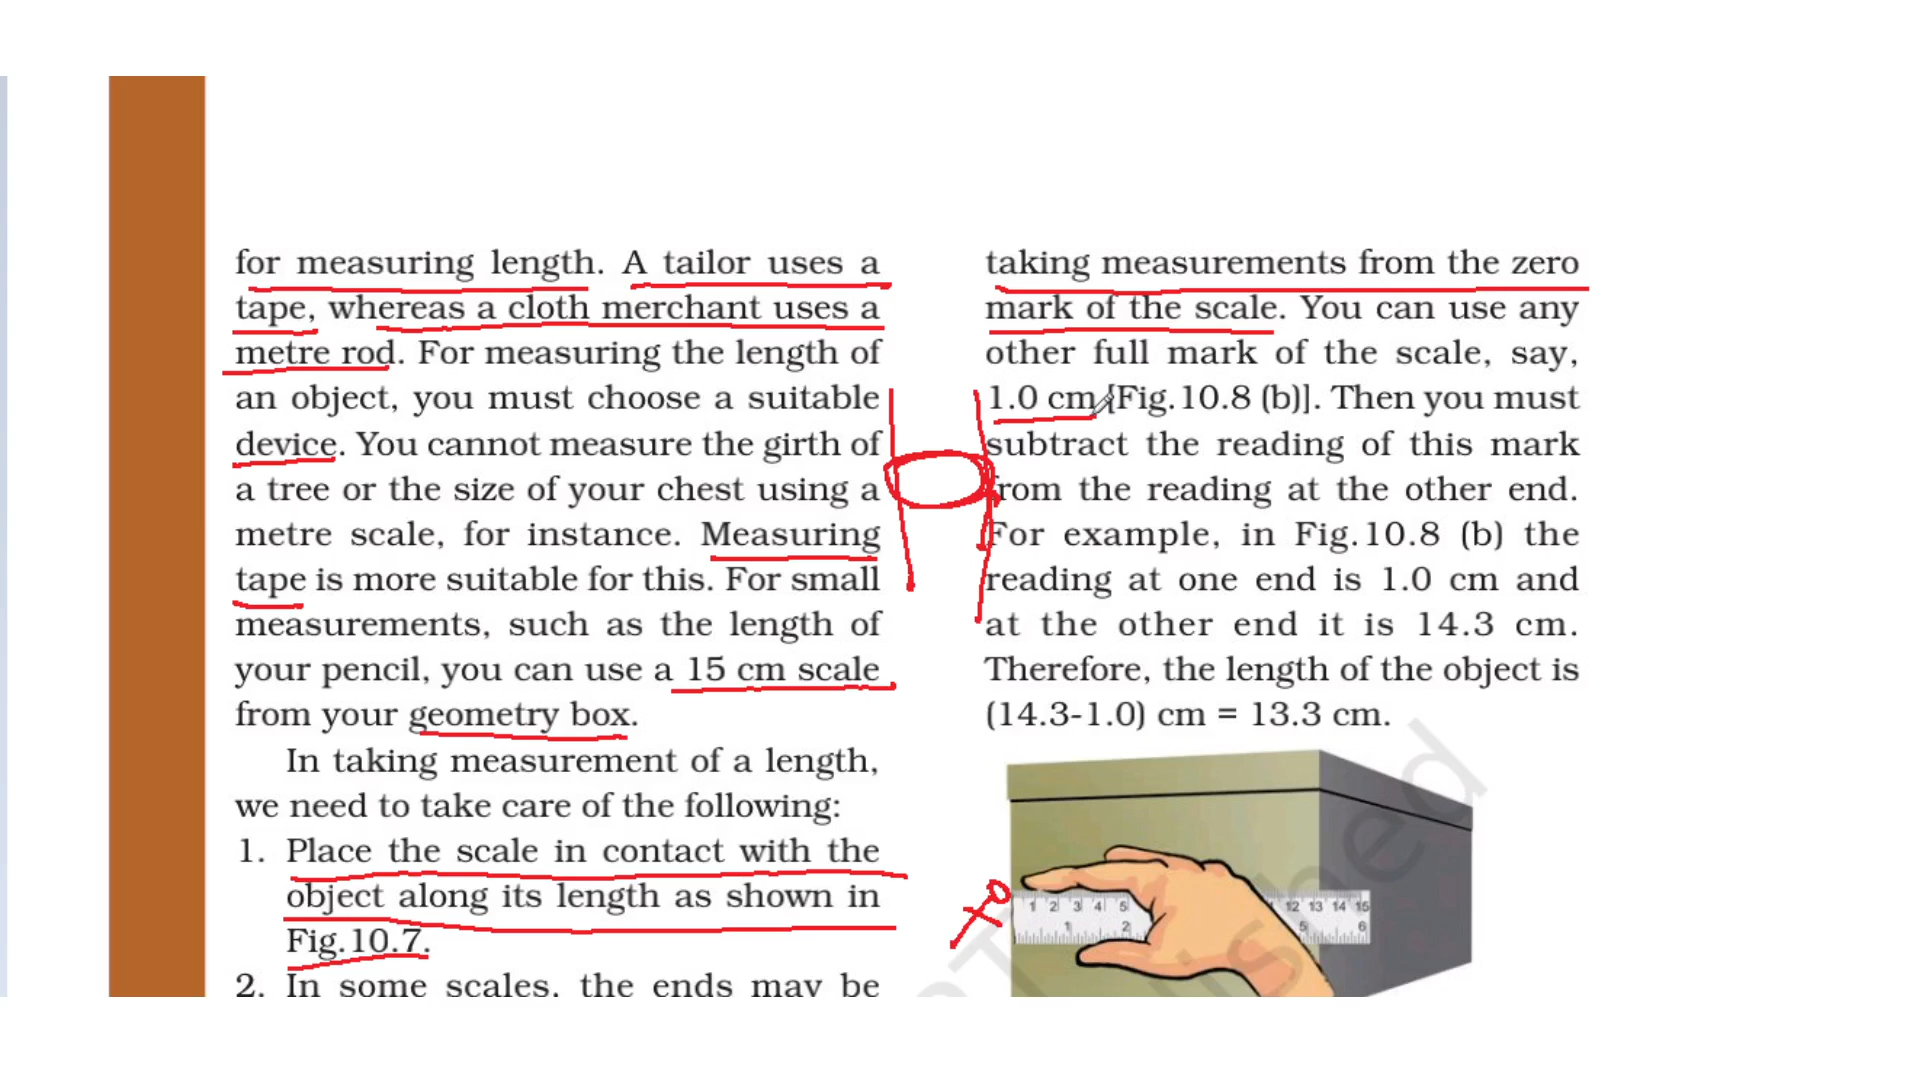 for measuring length. A tailor uses a
tape, whereas a cloth merchant uses a
metre rod. For measuring the length of
an object, you must choose a suitable
device. You cannot measure the girth of
a tree or the size of your chest using a
metre scale, for instance. Measuring
tape is more suitable for this. For small
measurements, such as the length of
your pencil, you can use a 15 cm scale
from your geometry box.
In taking measurement of a length,
we need to take care of the following:
1. Place the scale in contact with the
object along its length as shown in
Fig.10.7.
2. In some scales, the ends may be
taking measurements from the zero
mark of the scale. You can use any
other full mark of the scale, say,
1.0 cm [Fig.10.8 (b)]. Then you must
subtract the reading of this mark
from the reading at the other end.
For example, in Fig.10.8 (b) the
reading at one end is 1.0 cm and
at the other end it is 14.3 cm.
Therefore, the length of the object is
(14.3-1.0) cm = 13.3 cm.
1 2 3 4 5 12 13 14 15
1 2 5 6